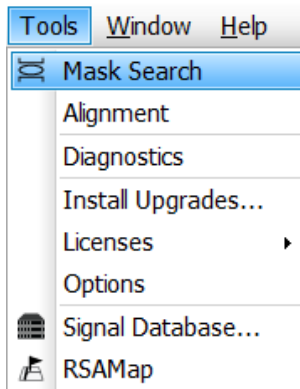 Tools Window Help
Mask Search
Alignment
Diagnostics
Install Upgrades...
Licenses
Options
Signal Database...
RSAMap